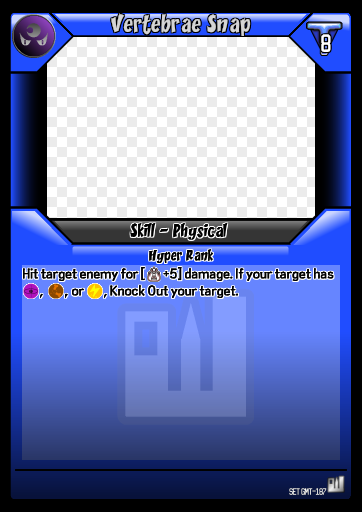 Vertebrae Snap
8
Skill - Physical
Hyper Rank
Hit target enemy for [ +5] damage. If your target has
, , or , Knock Out your target.
SET GMT-187